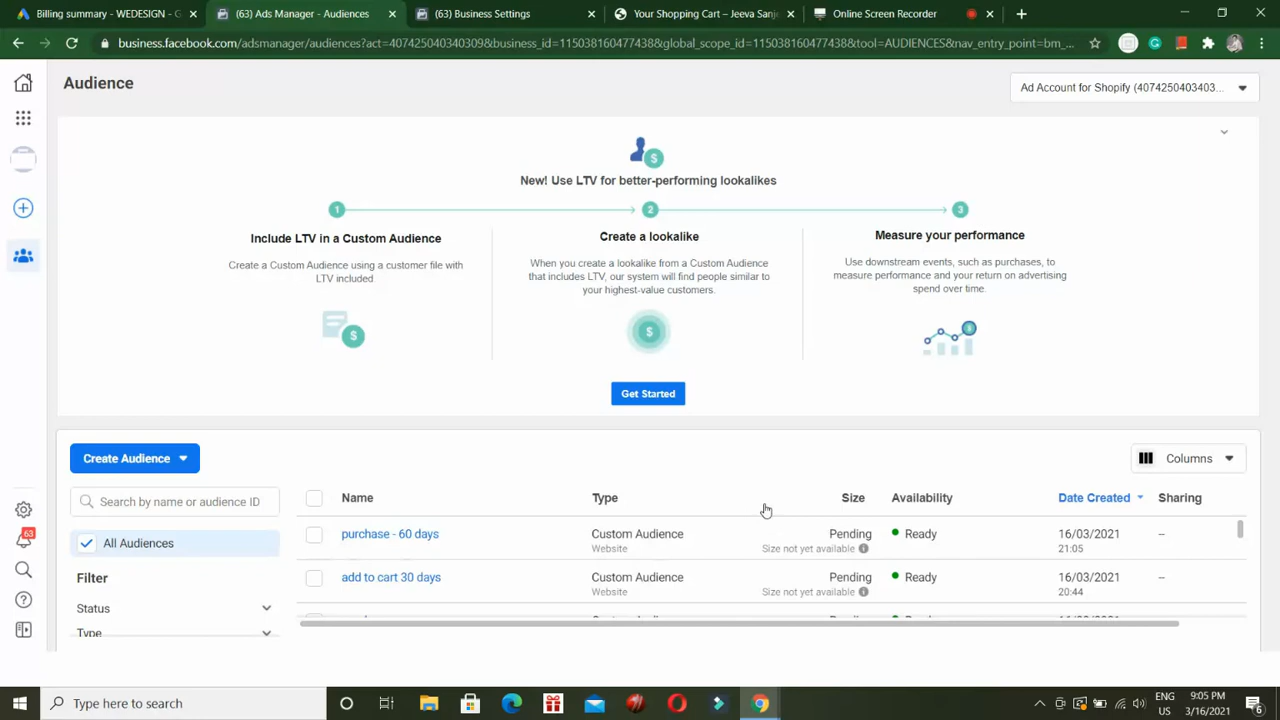 Billing summary - WEDESIGN - G
(63) Ads Manager - Audiences
(63) Business Settings
Your Shopping Cart – Jeeva Sanje
Online Screen Recorder
business.facebook.com/adsmanager/audiences?act=4074250403403098&business_id=1150381604774388&global_scope_id=1150381604774388&tool=AUDIENCES&nav_entry_point=bm_...
Audience
Ad Account for Shopify (4074250403403...
New! Use LTV for better-performing lookalikes
1
2
3
Include LTV in a Custom Audience
Create a lookalike
Measure your performance
Create a Custom Audience using a customer file with
LTV included
When you create a lookalike from a Custom Audience
that includes LTV, our system will find people similar to
your highest-value customers.
Use downstream events, such as purchases, to
measure performance and your return on advertising
spend over time.
Get Started
Create Audience
Columns
Search by name or audience ID
Name
Type
Size
Availability
Date Created
Sharing
All Audiences
purchase - 60 days
Custom Audience
Website
Pending
Size not yet available
Ready
16/03/2021
21:05
--
Filter
add to cart 30 days
Custom Audience
Website
Pending
Size not yet available
Ready
16/03/2021
20:44
--
Status
Type
63
Type here to search
ENG
US
9:05 PM
3/16/2021
6